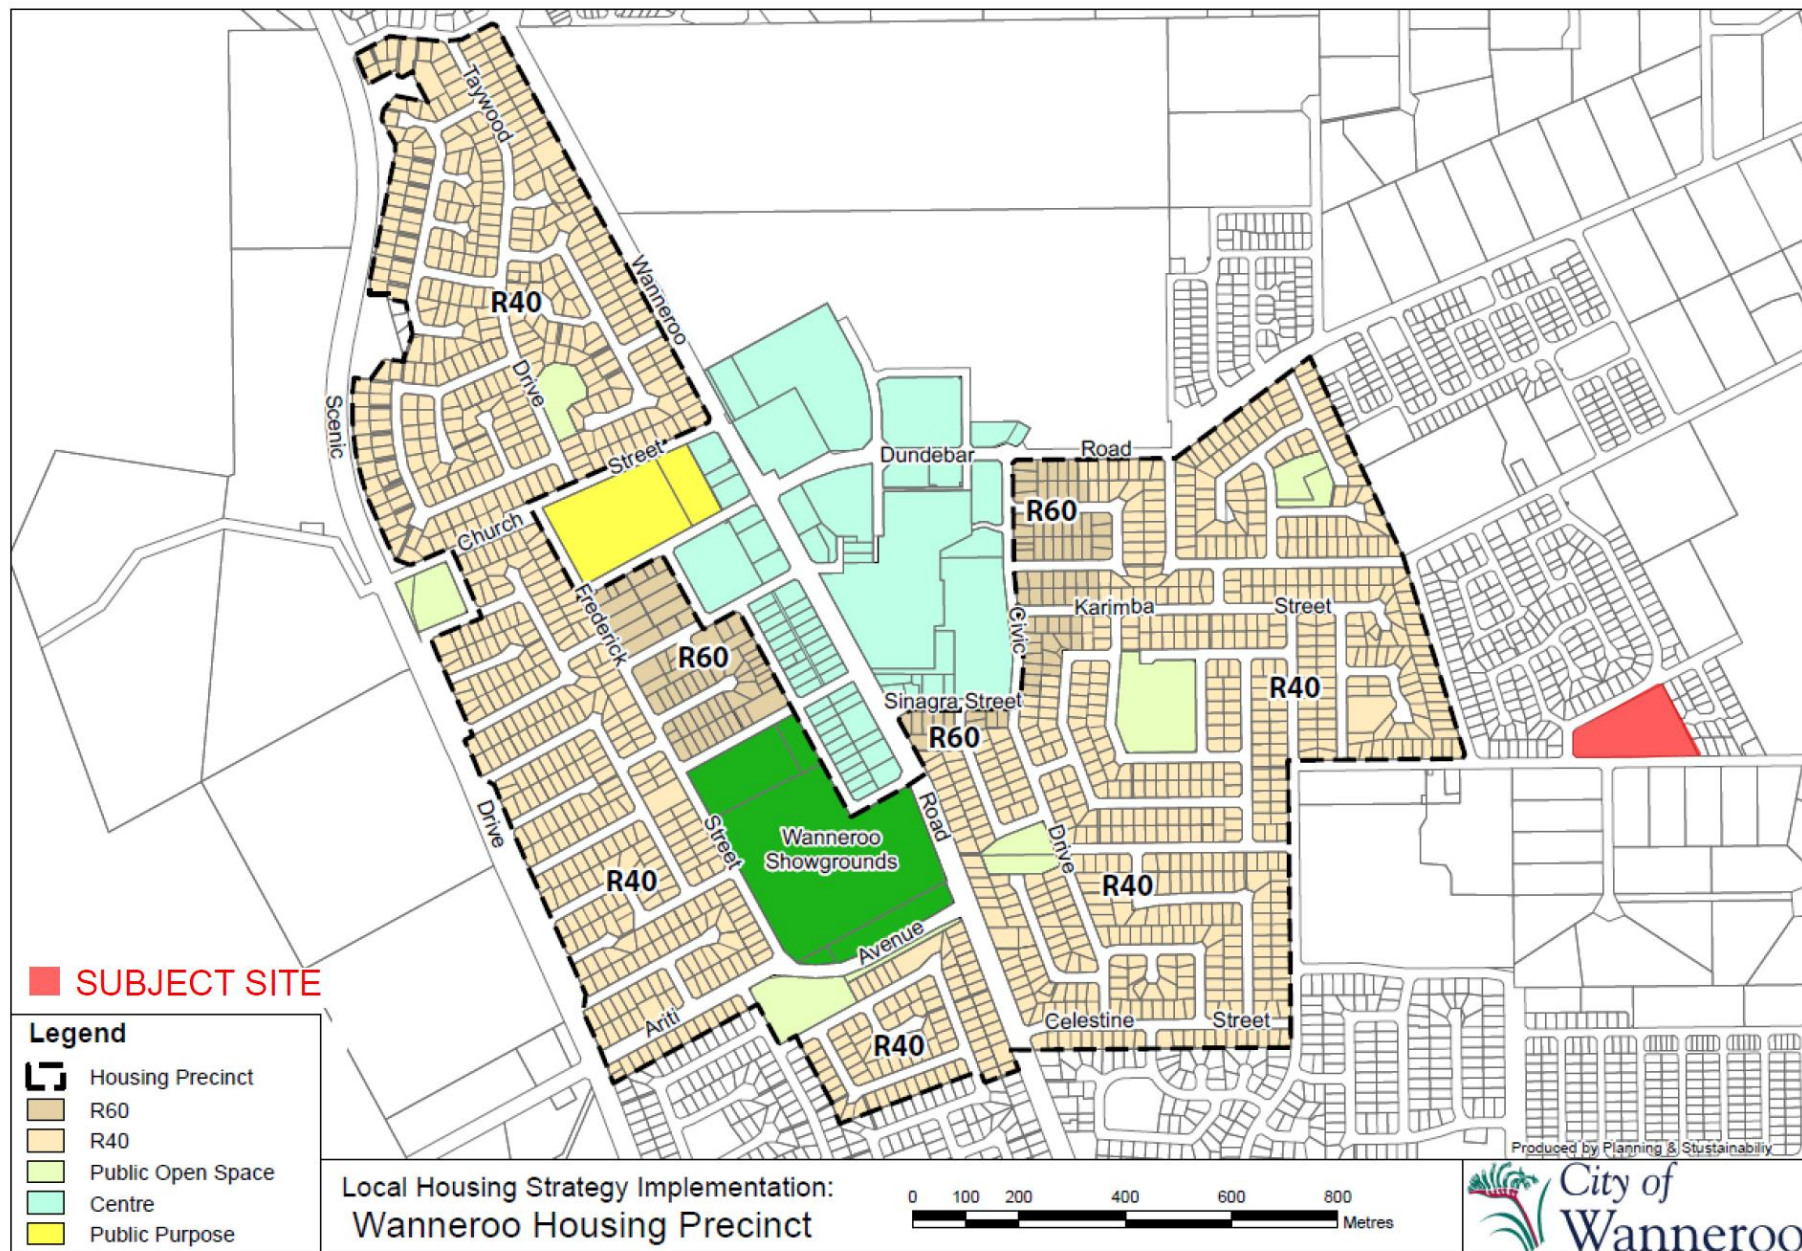 Taywood
Wanneroo
R40
Drive
Scenic
Street
Dundebar
Road
Church
R60
Frederick
Karimba
Street
Civic
R60
R40
Sinagra Street
R60
Drive
Street
Wanneroo
Showgrounds
Road
Drive
R40
R40
Avenue
Ariti
Celestine
Street
R40
SUBJECT SITE
Legend
Housing Precinct
R60
R40
Public Open Space
Centre
Public Purpose
Local Housing Strategy Implementation:
Wanneroo Housing Precinct
0 100 200 400 600 800
Metres
Produced by Planning & Stustainabiliy
City of
Wanneroo